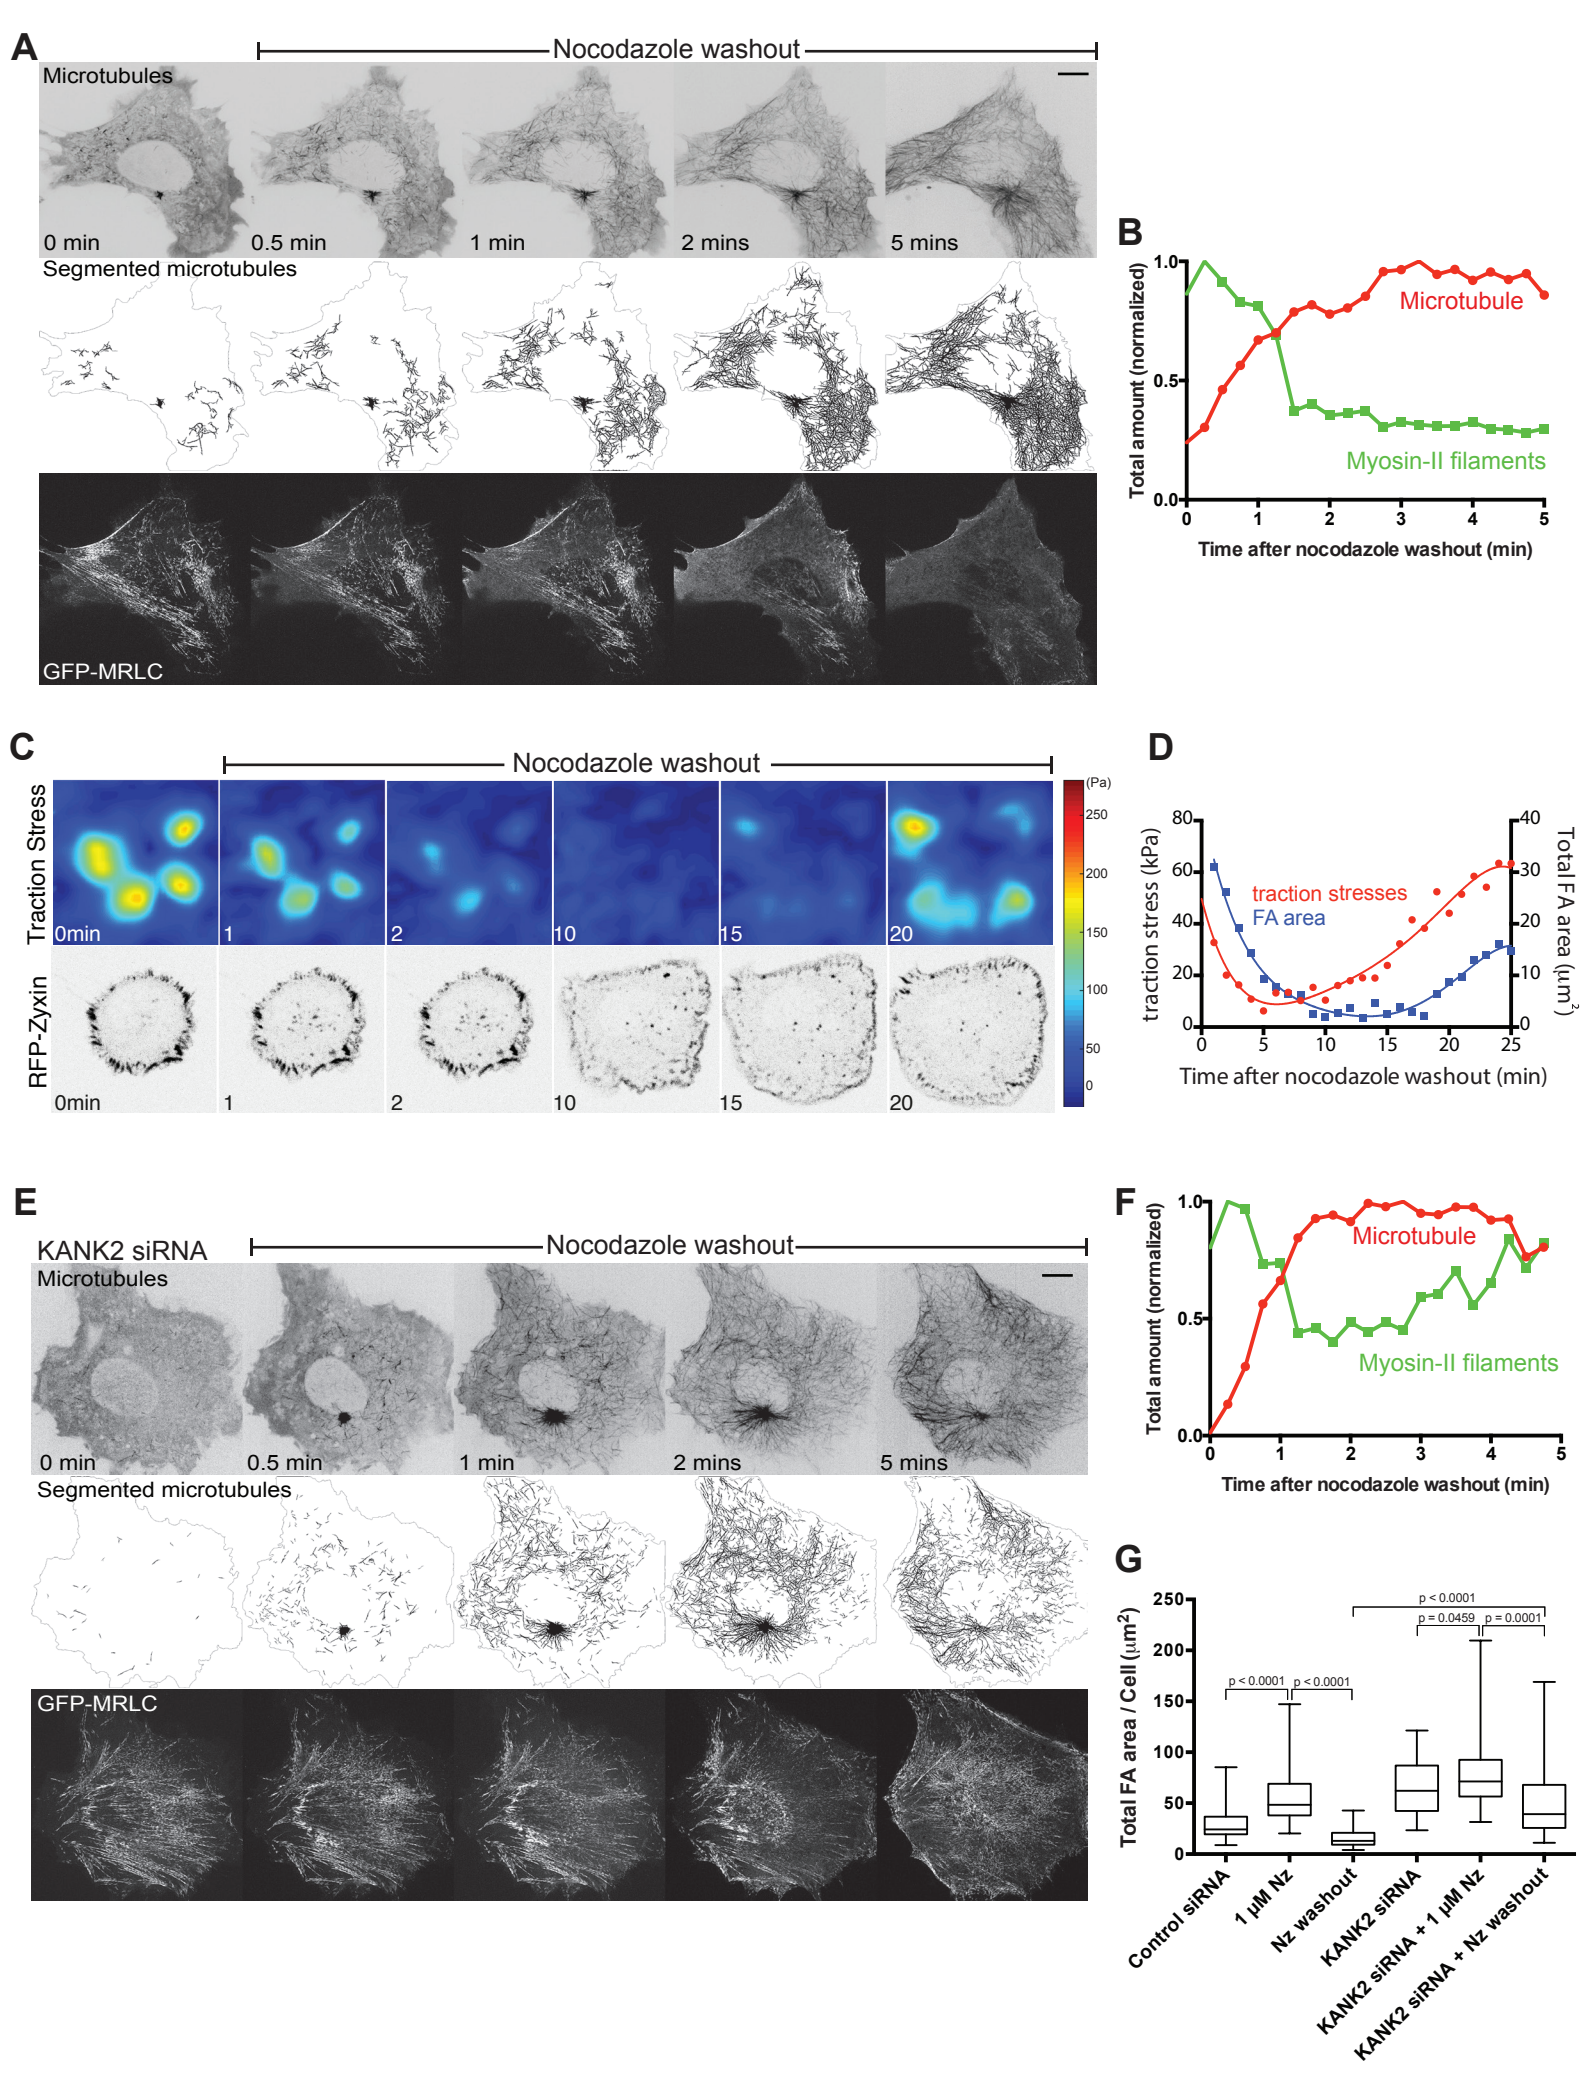 A
Nocodazole washout
Microtubules
0 min
0.5 min
1 min
2 mins
5 mins
Segmented microtubules
GFP-MRLC
B
Total amount (normalized)
1.0
0.5
0.0
Microtubule
Myosin-II filaments
0 1 2 3 4 5
Time after nocodazole washout (min)
C
Nocodazole washout
Traction Stress
0min 1 2 10 15 20
(Pa)
250
200
150
100
50
0
RFP-Zyxin
0min 1 2 10 15 20
D
traction stress (kPa)
80
60
40
20
0
traction stresses
FA area
40
30
20
10
0
Total FA area (μm²)
0 5 10 15 20 25
Time after nocodazole washout (min)
E
KANK2 siRNA
Nocodazole washout
Microtubules
0 min
0.5 min
1 min
2 mins
5 mins
Segmented microtubules
GFP-MRLC
F
Total amount (normalized)
1.0
0.5
0.0
Microtubule
Myosin-II filaments
0 1 2 3 4 5
Time after nocodazole washout (min)
G
Total FA area / Cell (μm²)
250
200
150
100
50
0
p < 0.0001
p = 0.0459
p = 0.0001
p < 0.0001
p < 0.0001
Control siRNA
1 μM Nz
Nz washout
KANK2 siRNA
KANK2 siRNA + 1 μM Nz
KANK2 siRNA + Nz washout